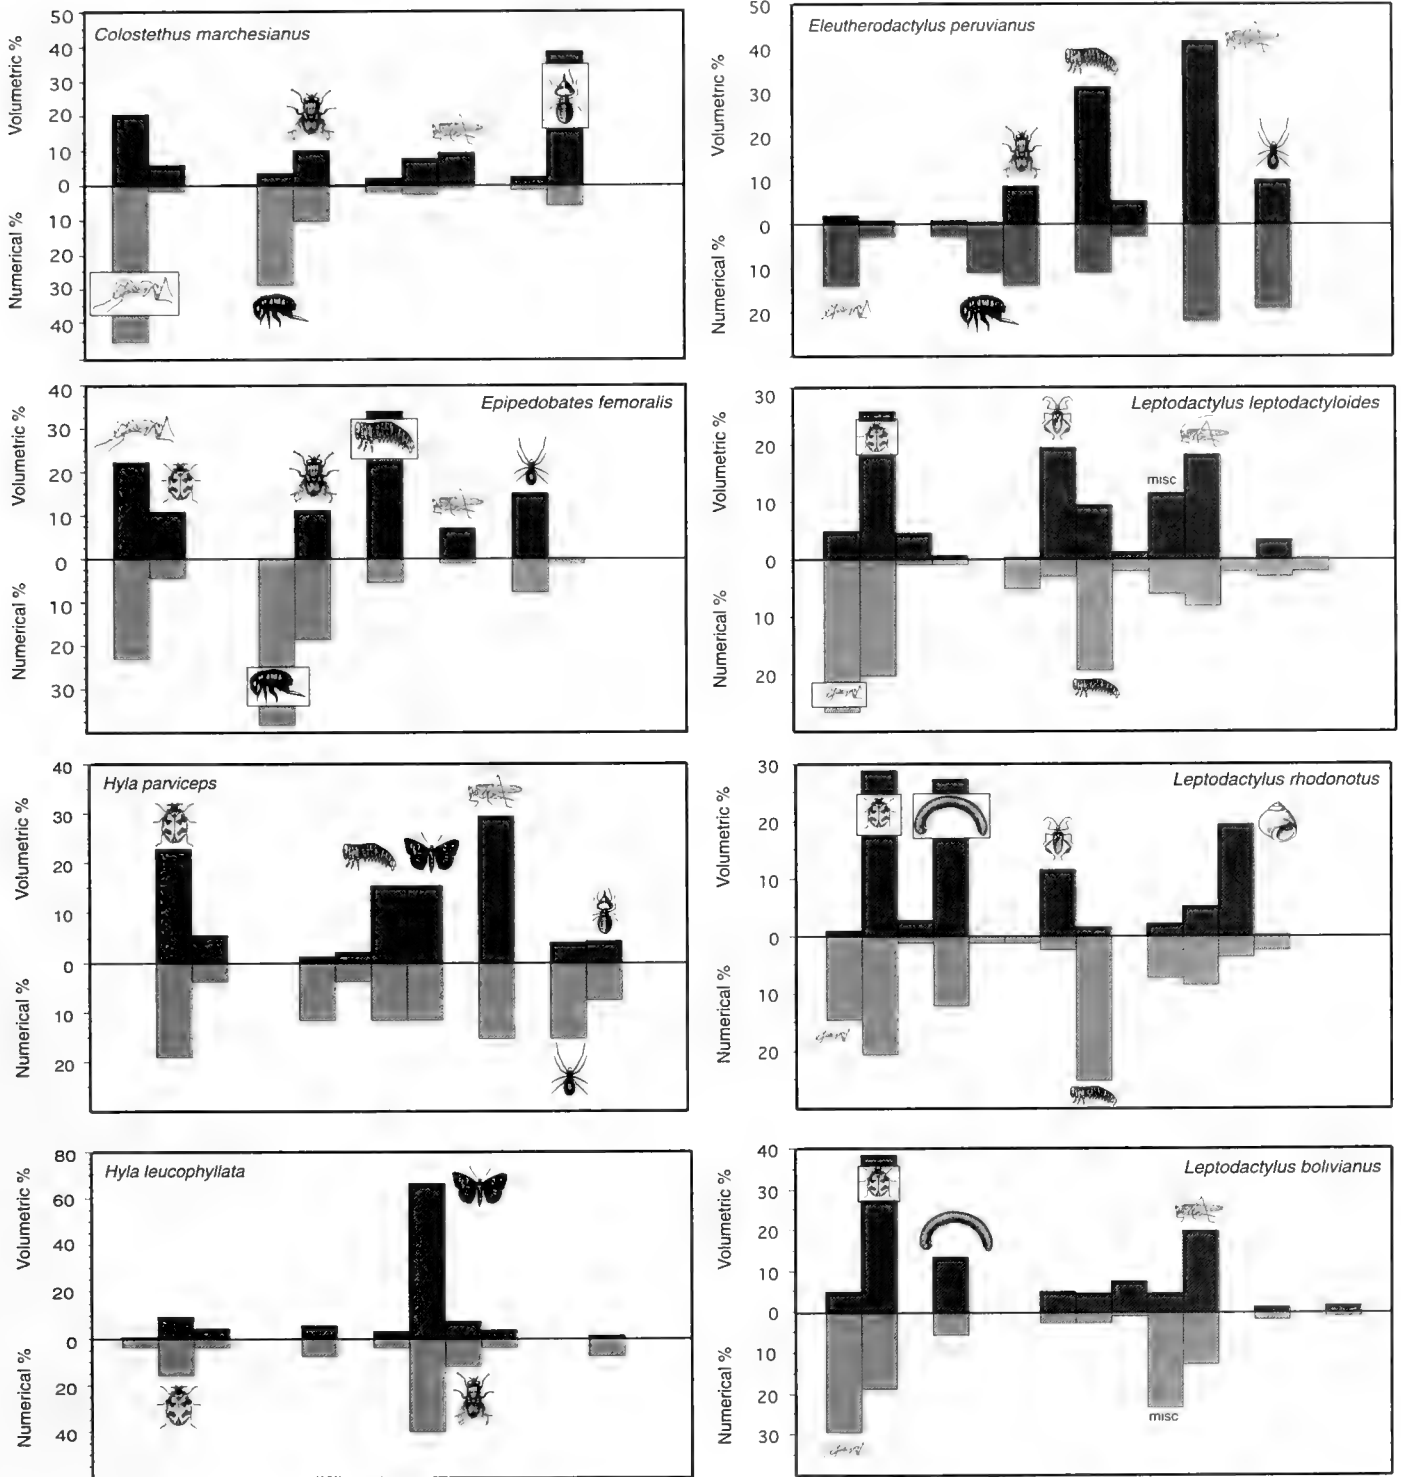 Colostethus marchesianus
Volumetric %
Numerical %
50
40
30
20
10
0
10
20
30
40
Eleutherodactylus peruvianus
Volumetric %
Numerical %
50
40
30
20
10
0
10
20
Epipedobates femoralis
Volumetric %
Numerical %
40
30
20
10
0
10
20
30
Leptodactylus leptodactyloides
Volumetric %
Numerical %
30
20
10
0
10
20
misc
Hyla parviceps
Volumetric %
Numerical %
40
30
20
10
0
10
20
Leptodactylus rhodonotus
Volumetric %
Numerical %
30
20
10
0
10
20
Hyla leucophyllata
Volumetric %
Numerical %
80
60
40
20
0
20
40
Leptodactylus bolivianus
Volumetric %
Numerical %
40
30
20
10
0
10
20
30
misc